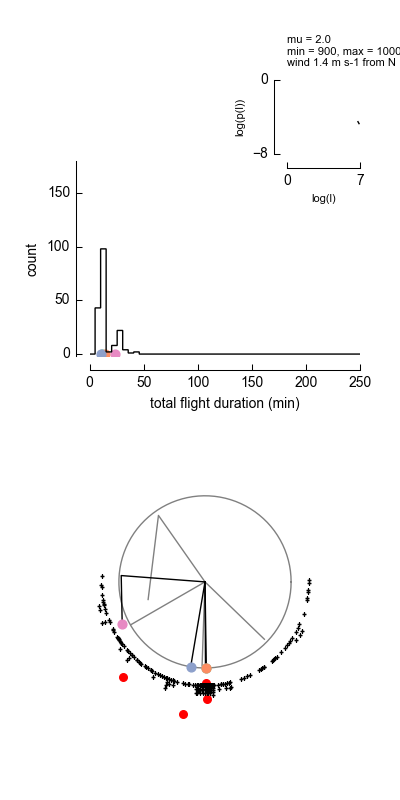 mu = 2.0
min = 900, max = 1000
wind 1.4 m s-1 from N
0
−8
log(p(l))
0 7
log(l)
150
100
50
0
count
0 50 100 150 200 250
total flight duration (min)